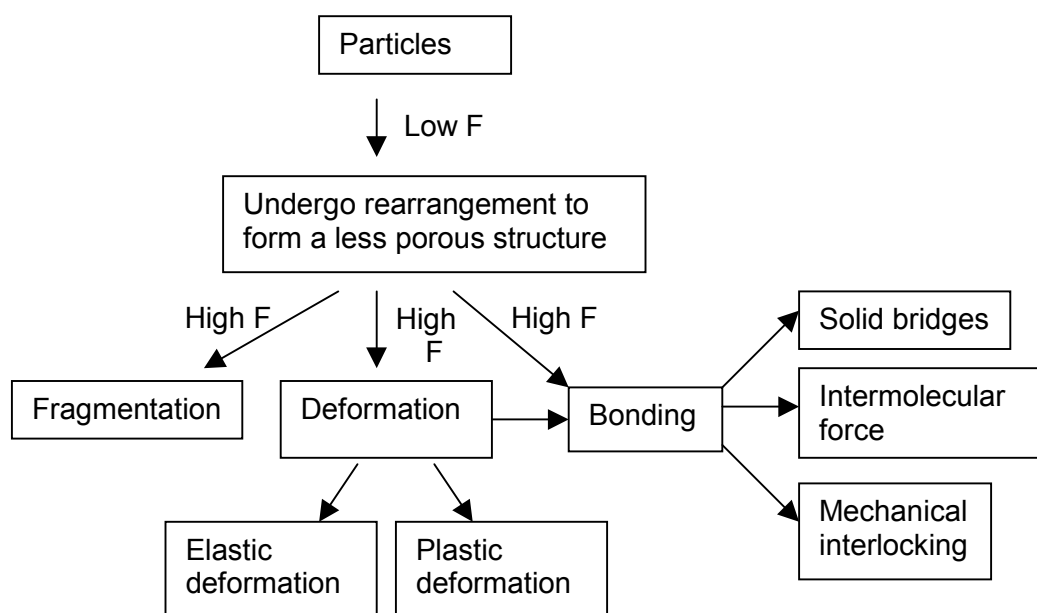 Particles
Low F
Undergo rearrangement to
form a less porous structure
High F
High
F
High F
Solid bridges
Fragmentation
Deformation
Bonding
Intermolecular
force
Elastic
deformation
Plastic
deformation
Mechanical
interlocking